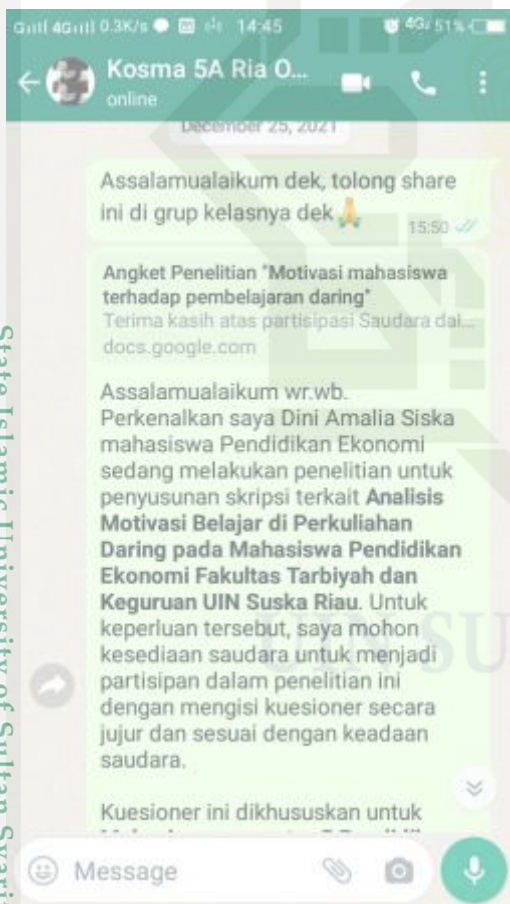 0.3K/s 14:45 4G 51%
Kosma 5A Ria O...
online
December 25, 2021
Assalamualaikum dek, tolong share
ini di grup kelasnya dek🙏
15:50
Angket Penelitian "Motivasi mahasiswa
terhadap pembelajaran daring"
Terima kasih atas partisipasi Saudara dal...
docs.google.com
Assalamualaikum wr.wb.
Perkenalkan saya Dini Amalia Siska
mahasiswa Pendidikan Ekonomi
sedang melakukan penelitian untuk
penyusunan skripsi terkait Analisis
Motivasi Belajar di Perkuliahan
Daring pada Mahasiswa Pendidikan
Ekonomi Fakultas Tarbiyah dan
Keguruan UIN Suska Riau. Untuk
keperluan tersebut, saya mohon
kesediaan saudara untuk menjadi
partisipan dalam penelitian ini
dengan mengisi kuesioner secara
jujur dan sesuai dengan keadaan
saudara.
Kuesioner ini dikhususkan untuk
Message
State Islamic University of Sultan Syarif
UIN SU